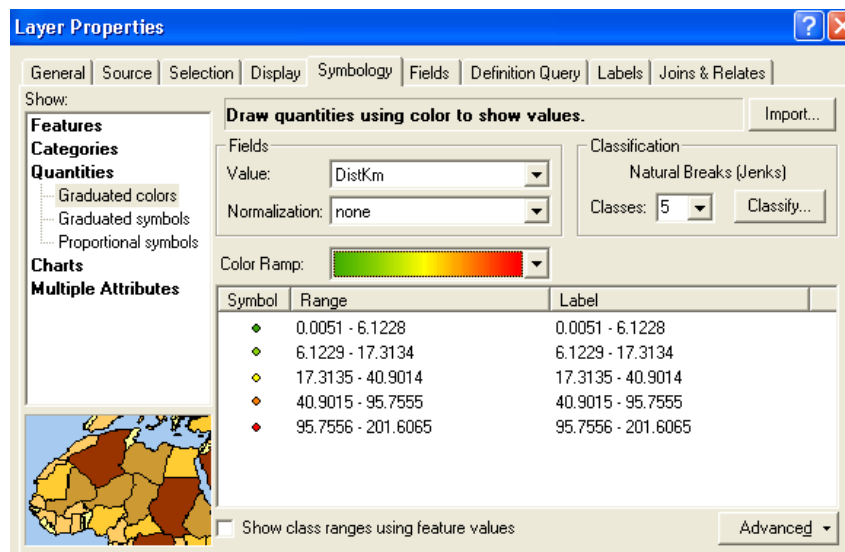 Layer Properties
General Source Selection Display Symbology Fields Definition Query Labels Joins & Relates
Show:
Features
Categories
Quantities
Graduated colors
Graduated symbols
Proportional symbols
Charts
Multiple Attributes
Draw quantities using color to show values.
Import...
Fields
Value: DistKm
Normalization: none
Classification
Natural Breaks (Jenks)
Classes: 5 Classify...
Color Ramp:
Symbol Range Label
0.0051 - 6.1228 0.0051 - 6.1228
6.1229 - 17.3134 6.1229 - 17.3134
17.3135 - 40.9014 17.3135 - 40.9014
40.9015 - 95.7555 40.9015 - 95.7555
95.7556 - 201.6065 95.7556 - 201.6065
Show class ranges using feature values
Advanced